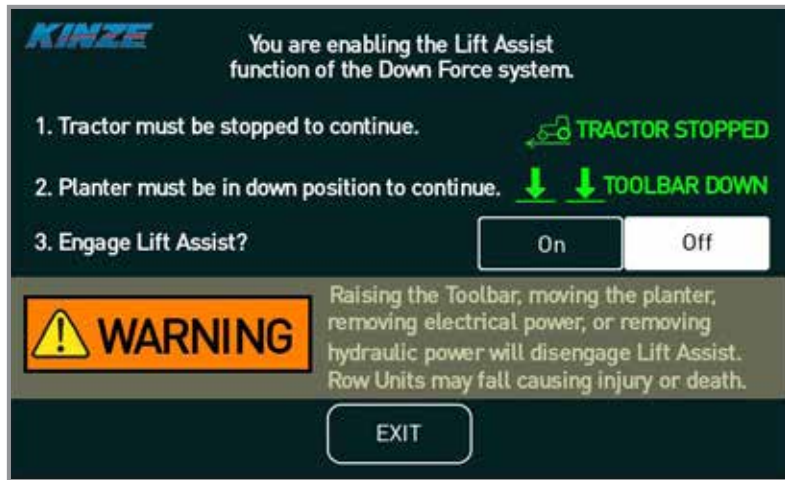 KINZE
You are enabling the Lift Assist
function of the Down Force system.
1. Tractor must be stopped to continue.
TRACTOR STOPPED
2. Planter must be in down position to continue.
TOOLBAR DOWN
3. Engage Lift Assist?
On
Off
WARNING
Raising the Toolbar, moving the planter,
removing electrical power, or removing
hydraulic power will disengage Lift Assist.
Row Units may fall causing injury or death.
EXIT